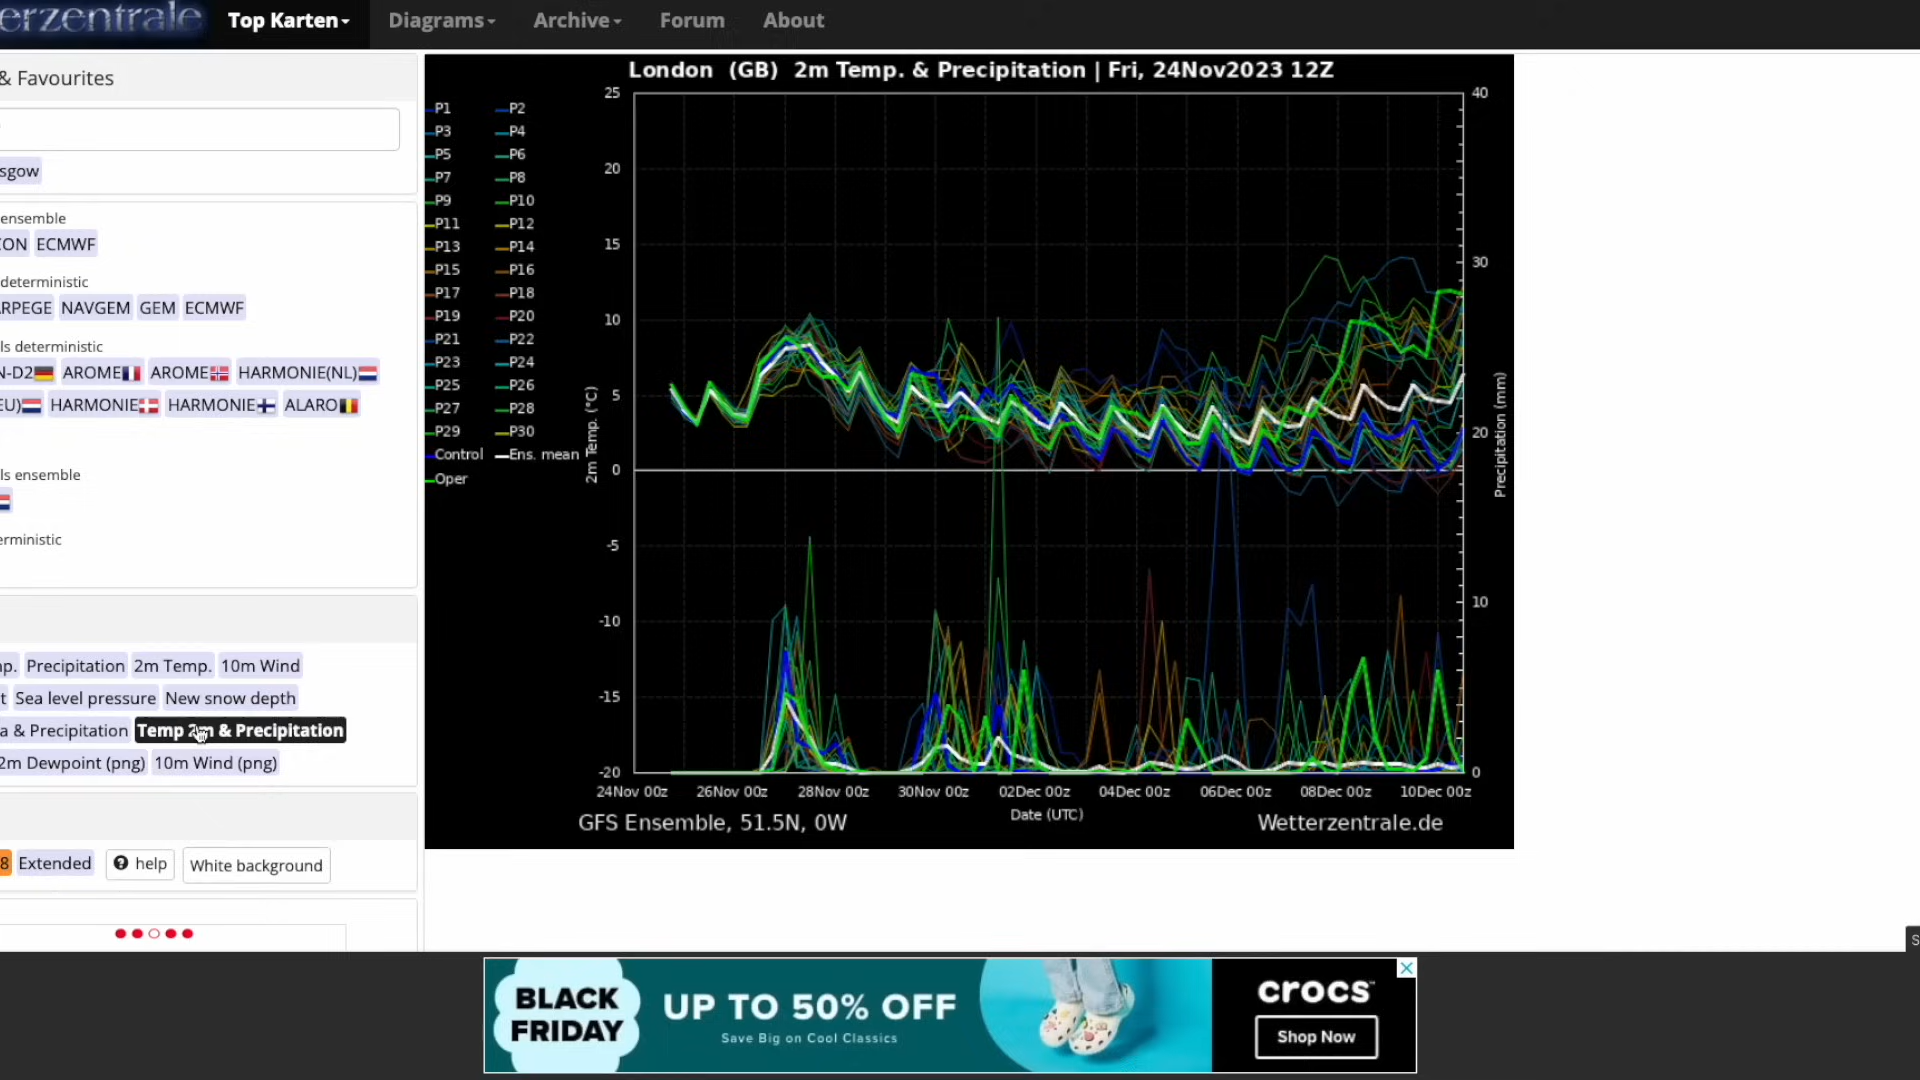 erzentrale Top Karten Diagrams Archive Forum About
& Favourites
sgow
ensemble
CON ECMWF
deterministic
ARPEGE NAVGEM GEM ECMWF
ls deterministic
N-D2 AROME AROME HARMONIE(NL)
EU) HARMONIE HARMONIE ALARO
ls ensemble
erministic
mp. Precipitation 2m Temp. 10m Wind
t Sea level pressure New snow depth
a & Precipitation Temp 2m & Precipitation
2m Dewpoint (png) 10m Wind (png)
8 Extended help White background
London (GB) 2m Temp. & Precipitation | Fri, 24Nov2023 12Z
P1 P2
P3 P4
P5 P6
P7 P8
P9 P10
P11 P12
P13 P14
P15 P16
P17 P18
P19 P20
P21 P22
P23 P24
P25 P26
P27 P28
P29 P30
Control Ens. mean
Oper
2m Temp. (°C)
25
20
15
10
5
0
-5
-10
-15
-20
40
30
20
10
0
Precipitation (mm)
24Nov 00z 26Nov 00z 28Nov 00z 30Nov 00z 02Dec 00z 04Dec 00z 06Dec 00z 08Dec 00z 10Dec 00z
Date (UTC)
GFS Ensemble, 51.5N, 0W Wetterzentrale.de
S
BLACK
FRIDAY
UP TO 50% OFF
Save Big on Cool Classics
crocs™
Shop Now